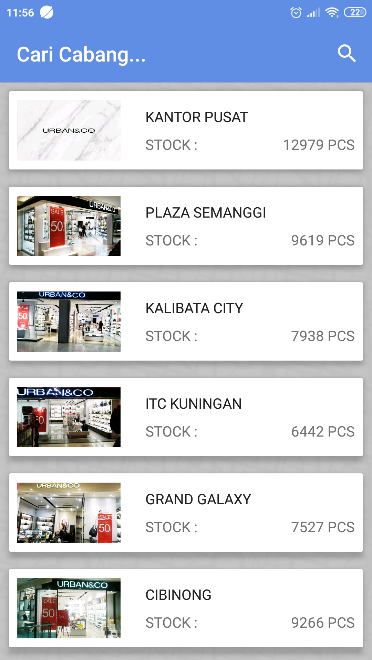 11:56
22
Cari Cabang...
URBAN&CO
KANTOR PUSAT
STOCK :
12979 PCS
SALE
50
PLAZA SEMANGGI
STOCK :
9619 PCS
URBAN&CO
50
KALIBATA CITY
STOCK :
7938 PCS
URBAN&CO
ITC KUNINGAN
STOCK :
6442 PCS
URBAN&CO
50
GRAND GALAXY
STOCK :
7527 PCS
URBAN&CO
SALE
50
CIBINONG
STOCK :
9266 PCS